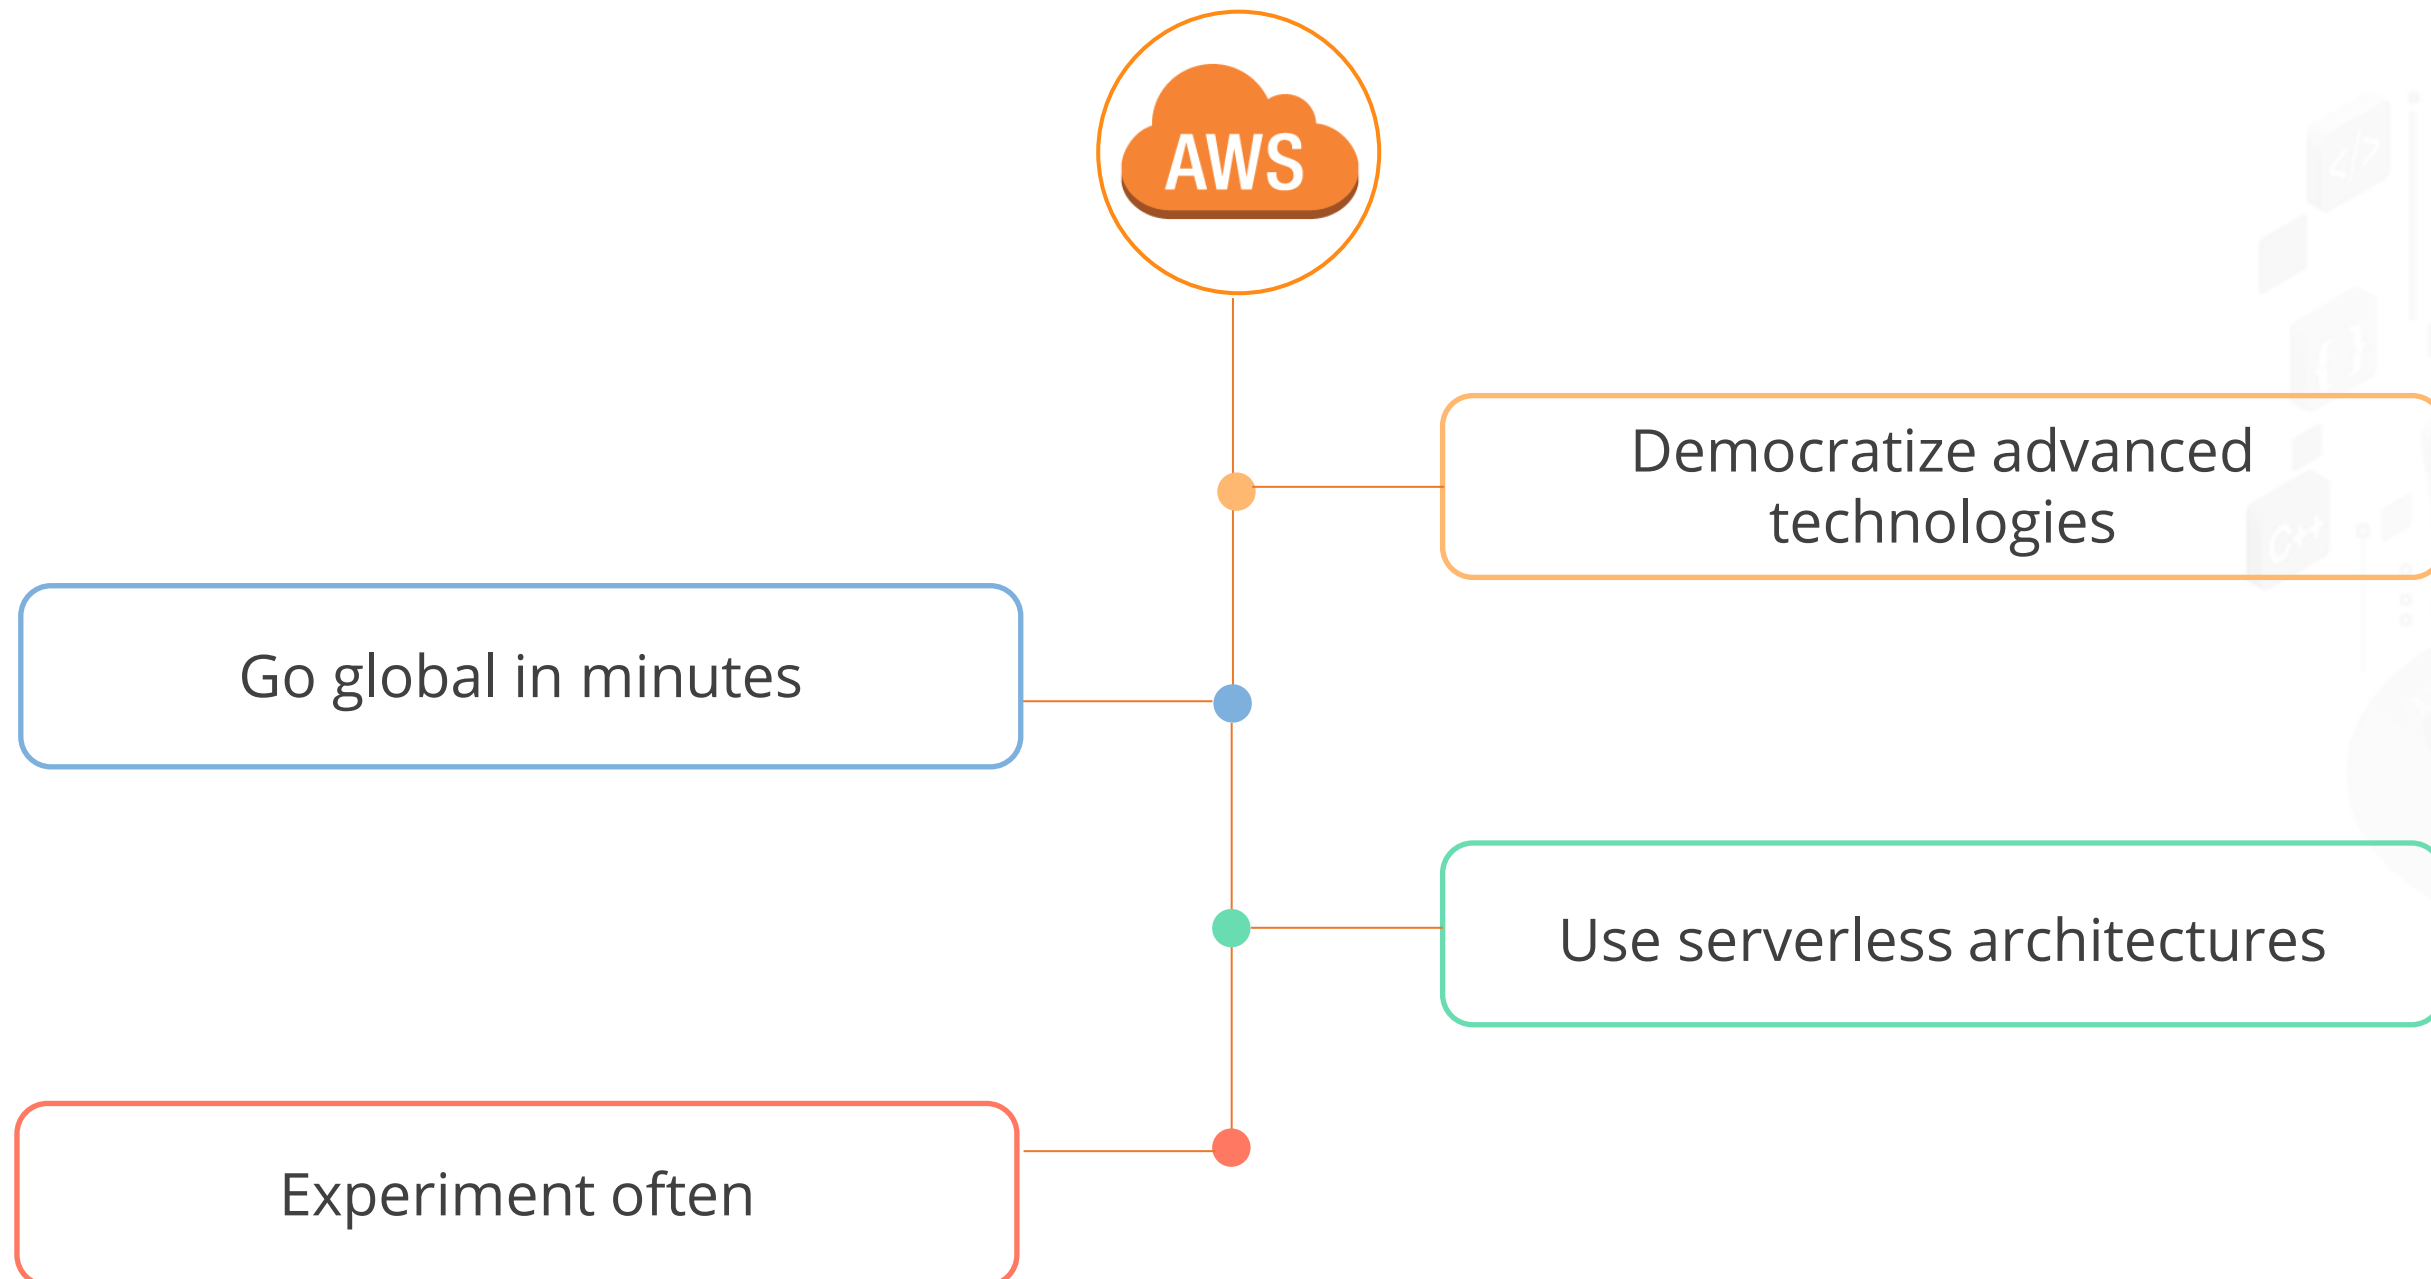 AWS
Democratize advanced
technologies
Go global in minutes
Use serverless architectures
Experiment often
</>
{ }
C++